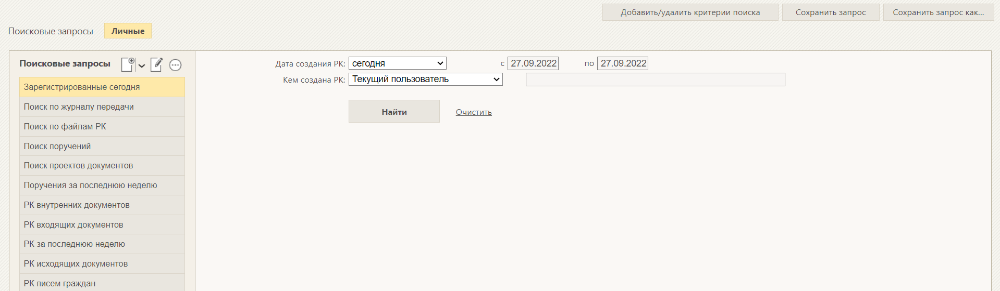 Добавить/удалить критерии поиска Сохранить запрос Сохранить запрос как...
Поисковые запросы Личные
Поисковые запросы
Зарегистрированные сегодня
Поиск по журналу передачи
Поиск по файлам РК
Поиск поручений
Поиск проектов документов
Поручения за последнюю неделю
РК внутренних документов
РК входящих документов
РК за последнюю неделю
РК исходящих документов
РК писем граждан
Дата создания РК: сегодня с 27.09.2022 по 27.09.2022
Кем создана РК: Текущий пользователь
Найти Очистить